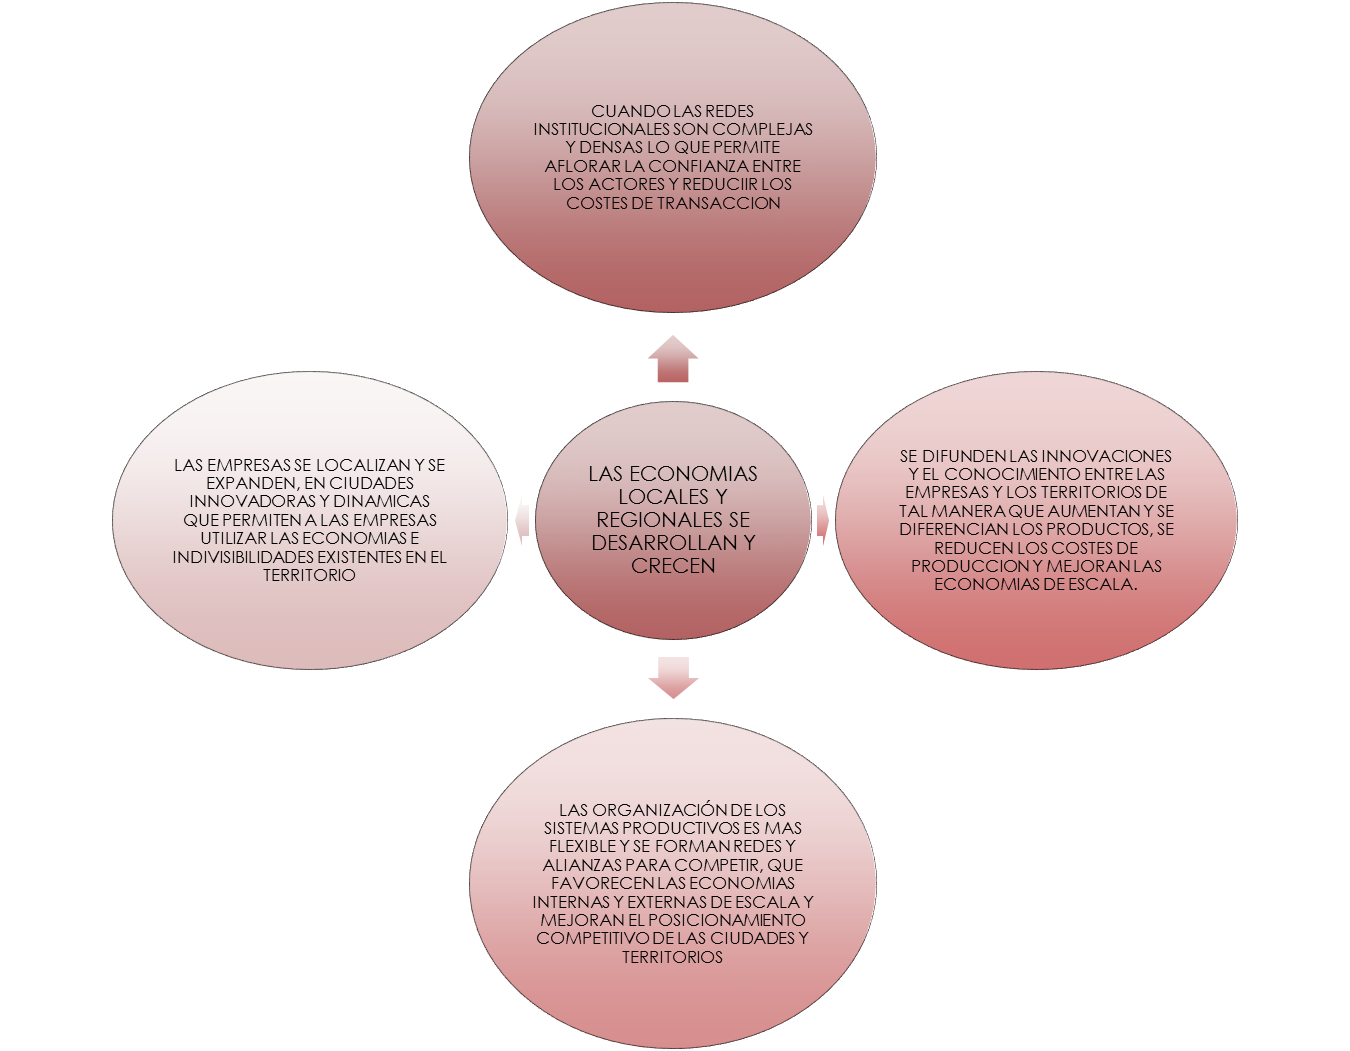 CUANDO LAS REDES
INSTITUCIONALES SON COMPLEJAS
Y DENSAS LO QUE PERMITE
AFLORAR LA CONFIANZA ENTRE
LOS ACTORES Y REDUCIIR LOS
COSTES DE TRANSACCION
LAS EMPRESAS SE LOCALIZAN Y SE
EXPANDEN, EN CIUDADES
INNOVADORAS Y DINAMICAS
QUE PERMITEN A LAS EMPRESAS
UTILIZAR LAS ECONOMIAS E
INDIVISIBILIDADES EXISTENTES EN EL
TERRITORIO
LAS ECONOMIAS
LOCALES Y
REGIONALES SE
DESARROLLAN Y
CRECEN
SE DIFUNDEN LAS INNOVACIONES
Y EL CONOCIMIENTO ENTRE LAS
EMPRESAS Y LOS TERRITORIOS DE
TAL MANERA QUE AUMENTAN Y SE
DIFERENCIAN LOS PRODUCTOS, SE
REDUCEN LOS COSTES DE
PRODUCCION Y MEJORAN LAS
ECONOMIAS DE ESCALA.
LAS ORGANIZACIÓN DE LOS
SISTEMAS PRODUCTIVOS ES MAS
FLEXIBLE Y SE FORMAN REDES Y
ALIANZAS PARA COMPETIR, QUE
FAVORECEN LAS ECONOMIAS
INTERNAS Y EXTERNAS DE ESCALA Y
MEJORAN EL POSICIONAMIENTO
COMPETITIVO DE LAS CIUDADES Y
TERRITORIOS